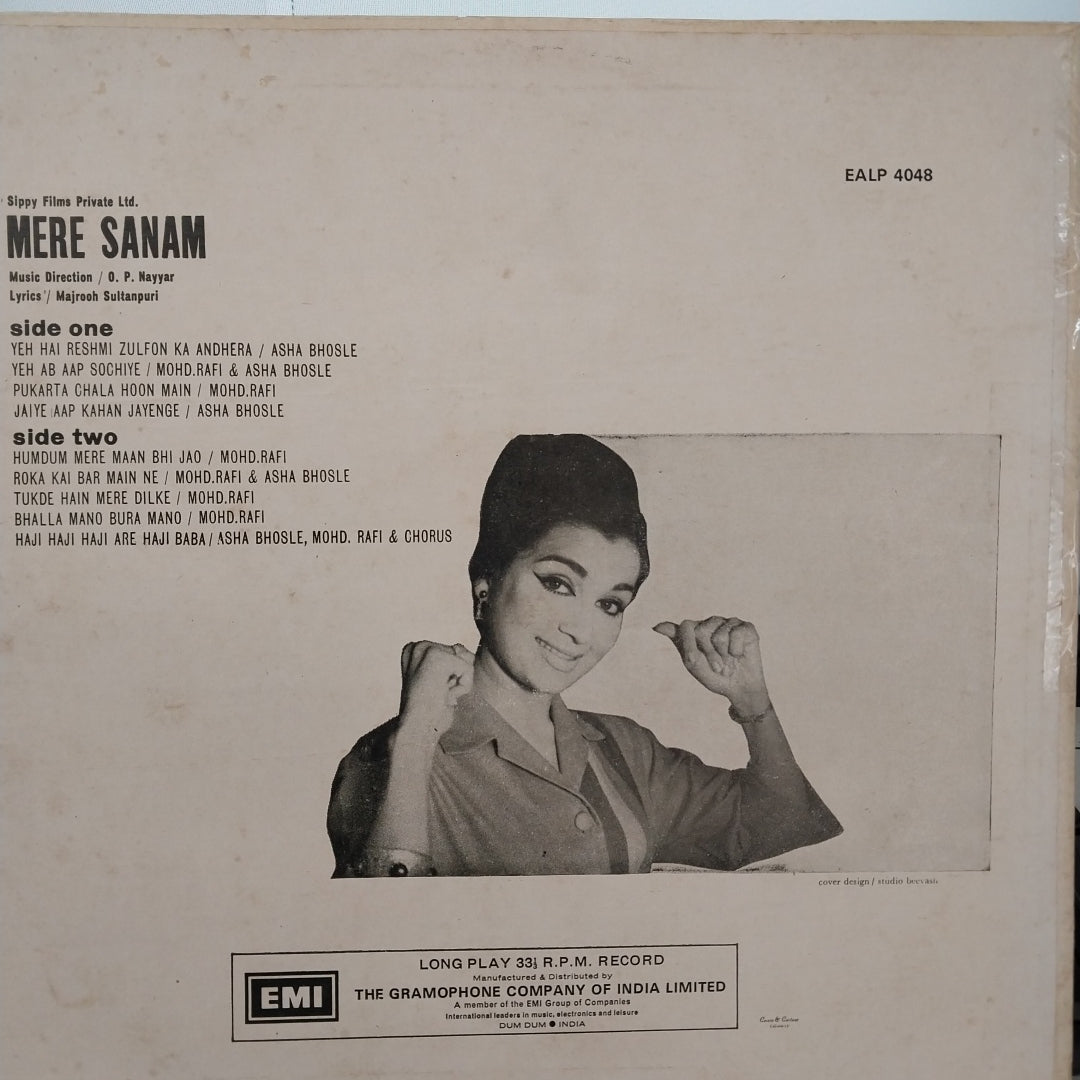 EALP 4048
Sippy Films Private Ltd.
MERE SANAM
Music Direction / O. P. Nayyar
Lyrics / Majrooh Sultanpuri
side one
YEH HAI RESHMI ZULFON KA ANDHERA / ASHA BHOSLE
YEH AB AAP SOCHIYE / MOHD.RAFI & ASHA BHOSLE
PUKARTA CHALA HOON MAIN / MOHD.RAFI
JAIYE AAP KAHAN JAYENGE / ASHA BHOSLE
side two
HUMDUM MERE MAAN BHI JAO / MOHD.RAFI
ROKA KAI BAR MAIN NE / MOHD.RAFI & ASHA BHOSLE
TUKDE HAIN MERE DILKE / MOHD.RAFI
BHALLA MANO BURA MANO / MOHD.RAFI
HAJI HAJI HAJI ARE HAJI BABA / ASHA BHOSLE, MOHD. RAFI & CHORUS
cover design / studio beevash
EMI
LONG PLAY 33⅓ R.P.M. RECORD
Manufactured & Distributed by
THE GRAMOPHONE COMPANY OF INDIA LIMITED
A member of the EMI Group of Companies
International leaders in music, electronics and leisure
DUM DUM ● INDIA